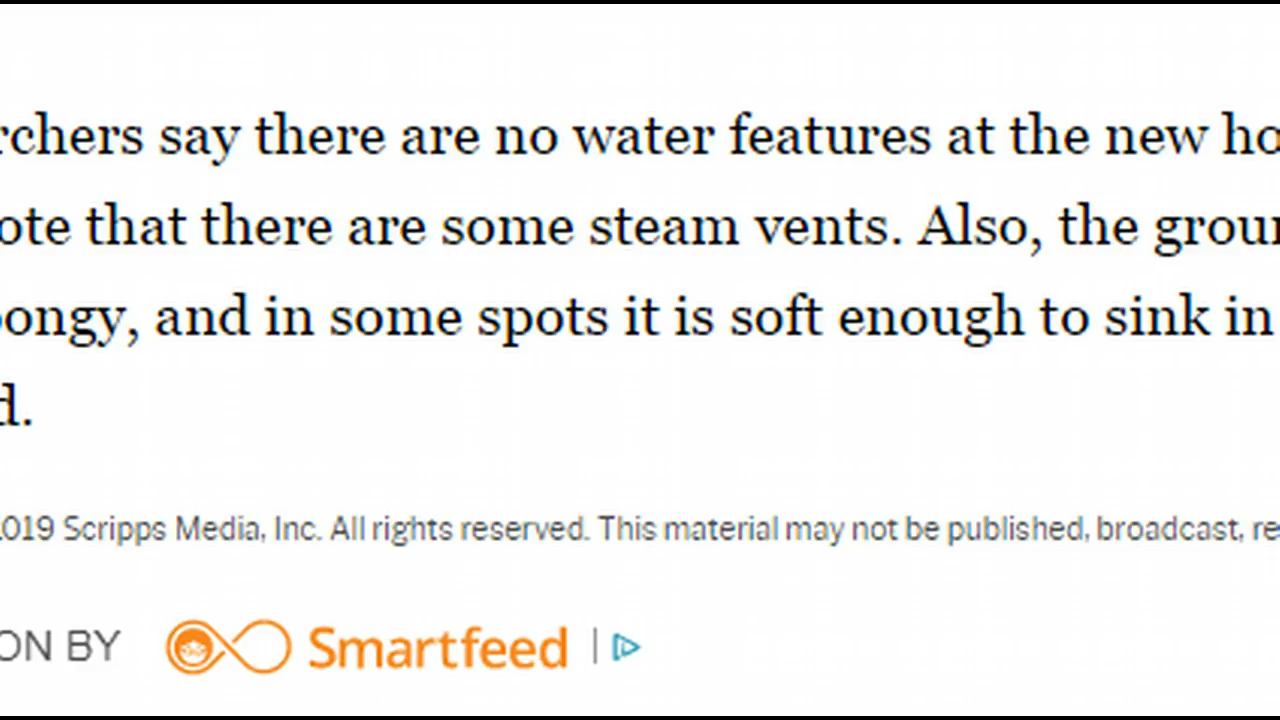 rchers say there are no water features at the new ho
ote that there are some steam vents. Also, the groun
ongy, and in some spots it is soft enough to sink in
d.
2019 Scripps Media, Inc. All rights reserved. This material may not be published, broadcast, re
ON BY Smartfeed